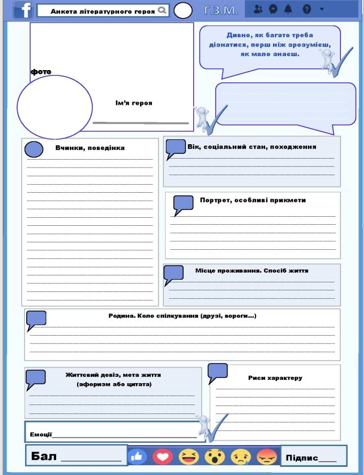 f Анкета літературного героя Г.З.М. ?
Дивно, як багато треба
дізнатися, перш ніж зрозумієш,
як мало знаєш.
фото
Ім'я героя
Вчинки, поведінка
Вік, соціальний стан, походження
Портрет, особливі прикмети
Місце проживання. Спосіб життя
Родина. Коло спілкування (друзі, вороги...)
Життєвий девіз, мета життя
(афоризм або цитата)
Риси характеру
Емоції
Бал
Підпис